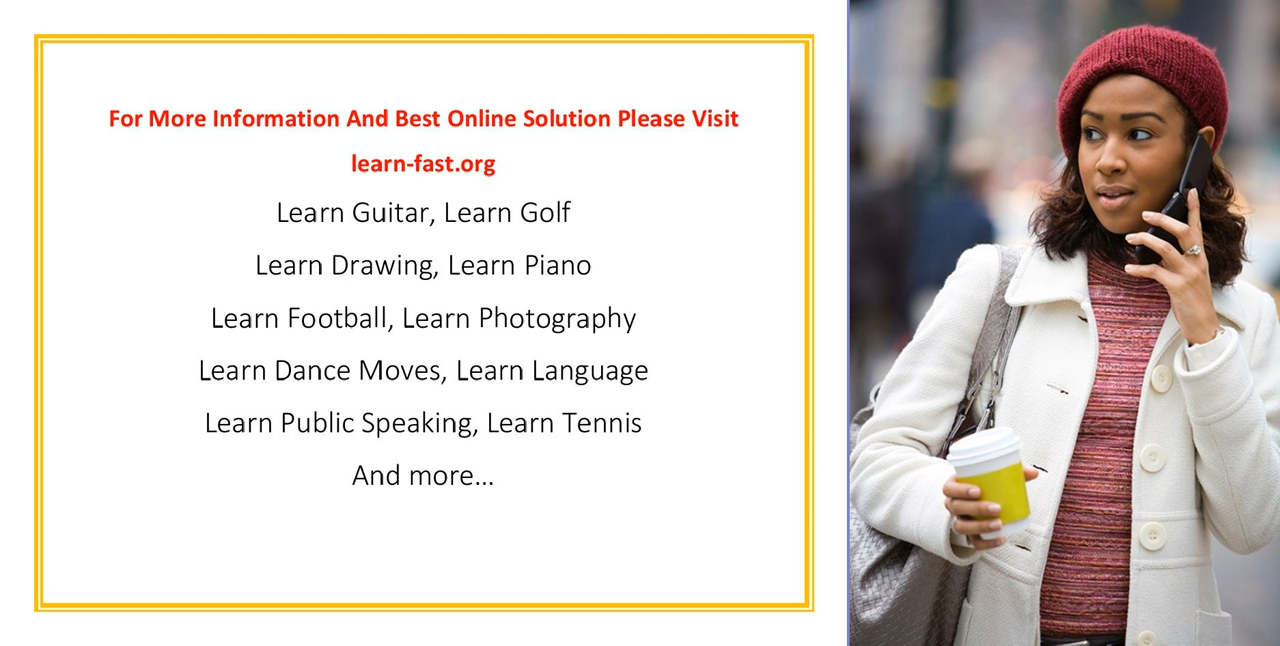 For More Information And Best Online Solution Please Visit
learn-fast.org
Learn Guitar, Learn Golf
Learn Drawing, Learn Piano
Learn Football, Learn Photography
Learn Dance Moves, Learn Language
Learn Public Speaking, Learn Tennis
And more...